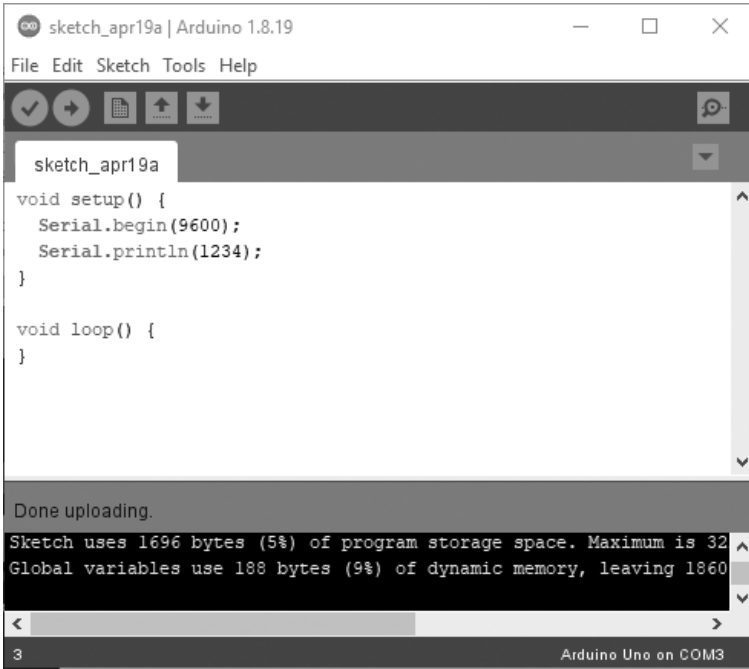 sketch_apr19a | Arduino 1.8.19
File Edit Sketch Tools Help
sketch_apr19a
void setup() {
  Serial.begin(9600);
  Serial.println(1234);
}
void loop() {
}
Done uploading.
Sketch uses 1696 bytes (5%) of program storage space. Maximum is 32
Global variables use 188 bytes (9%) of dynamic memory, leaving 1860
3 Arduino Uno on COM3